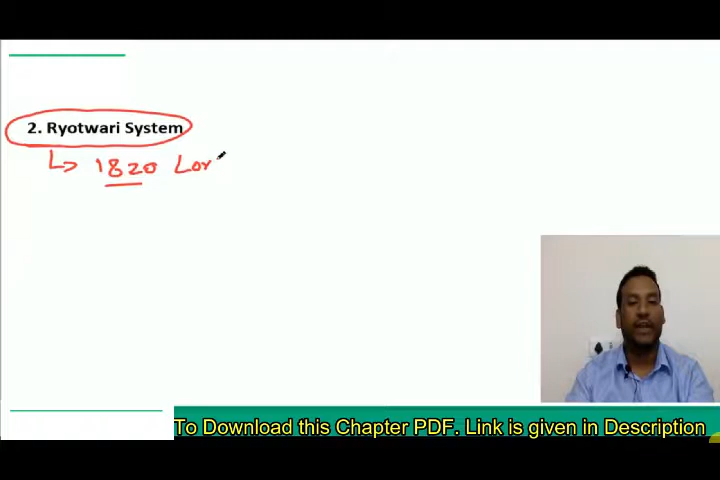 2. Ryotwari System
↳ 1820 Lor
To Download this Chapter PDF. Link is given in Description